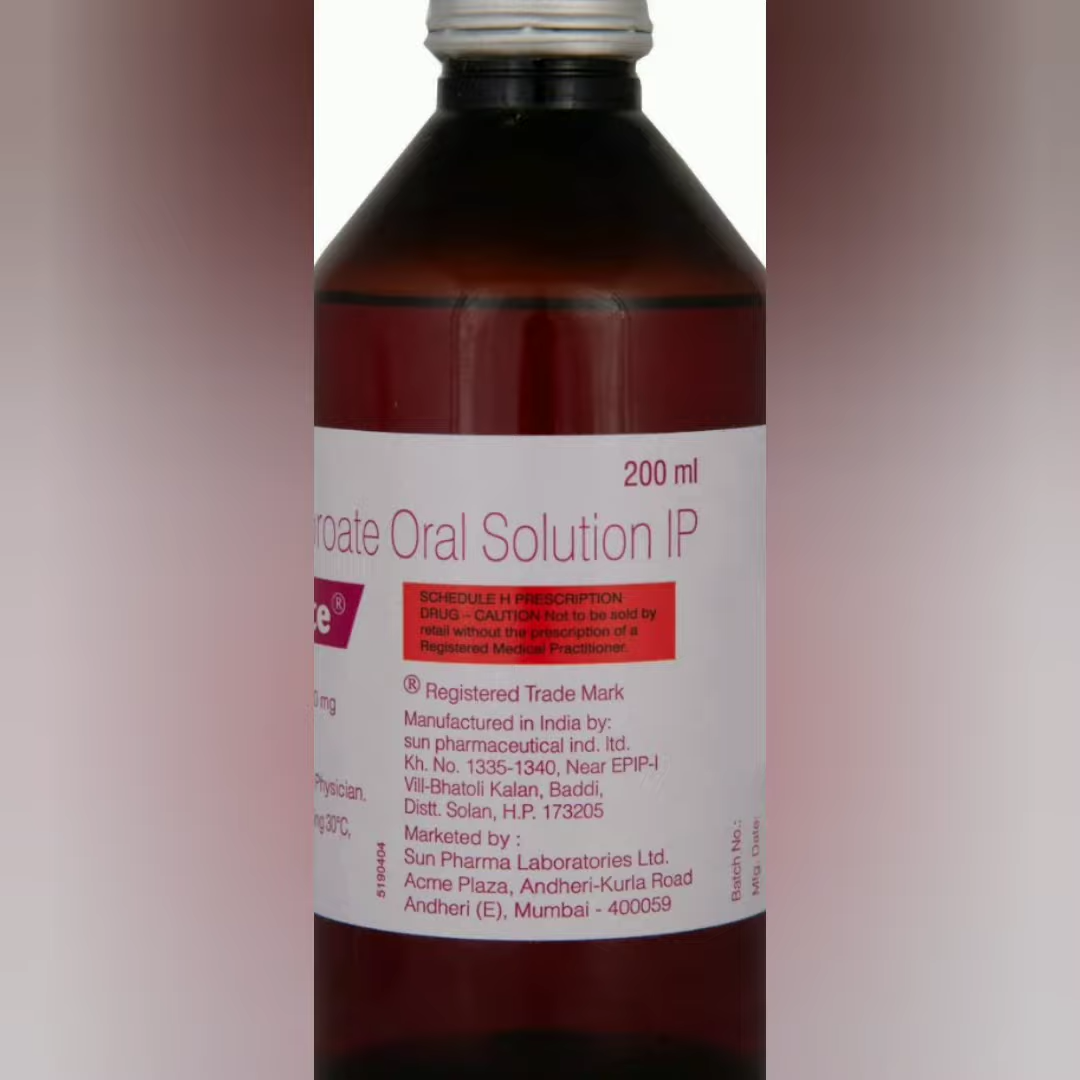 200 ml
roate Oral Solution IP
ce®
SCHEDULE H PRESCRIPTION
DRUG – CAUTION Not to be sold by
retail without the prescription of a
Registered Medical Practitioner.
® Registered Trade Mark
0 mg
Manufactured in India by:
sun pharmaceutical ind. ltd.
Kh. No. 1335-1340, Near EPIP-I
Vill-Bhatoli Kalan, Baddi,
Distt. Solan, H.P. 173205
Physician.
ng 30°C,
Marketed by :
Sun Pharma Laboratories Ltd.
Acme Plaza, Andheri-Kurla Road
Andheri (E), Mumbai - 400059
5190404
Batch No.:
Mfg. Date: